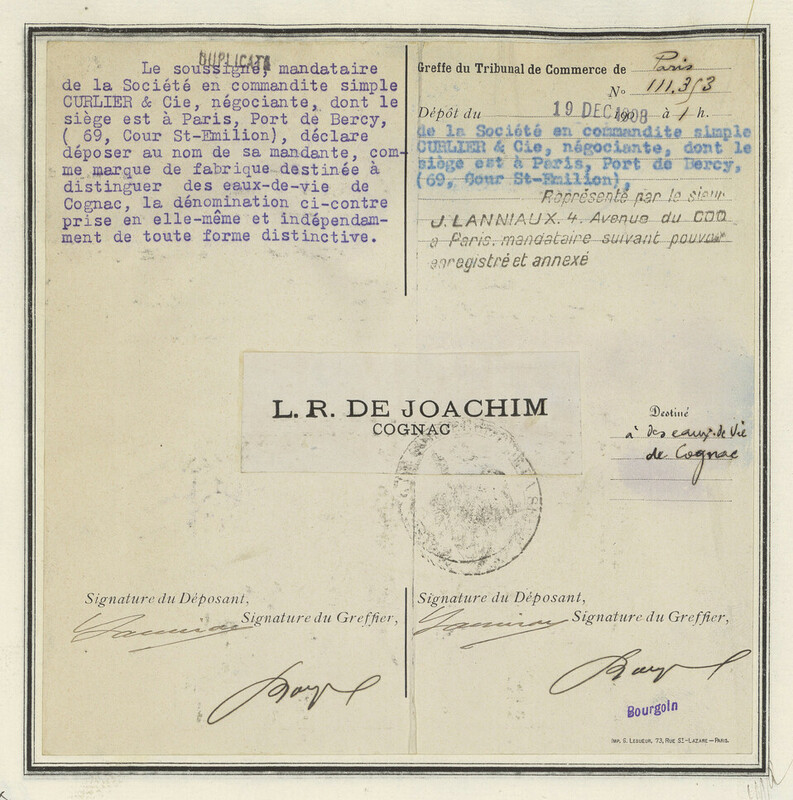 DUPLICATA
Le soussigné, mandataire
de la Société en commandite simple
CURLIER & Cie, négociante, dont le
siège est à Paris, Port de Bercy,
( 69, Cour St-Emilion), déclare
déposer au nom de sa mandante, com-
me marque de fabrique destinée à
distinguer des eaux-de-vie de
Cognac, la dénomination ci-contre
prise en elle-même et indépendam-
ment de toute forme distinctive.
Greffe du Tribunal de Commerce de Paris
No 111.353
Dépôt du 19 DEC 1908 à 1 h.
de la Société en commandite simple
CURLIER & Cie, négociante, dont le
siège est à Paris, Port de Bercy,
(69, Cour St-Emilion),
Représenté par le sieur
J. LANNIAUX. 4. Avenue du COQ
a Paris. mandataire suivant pouvoir
enregistré et annexé
L. R. DE JOACHIM
COGNAC
Destiné
à des eaux-de-vie
de Cognac
Signature du Déposant,
Signature du Greffier,
Signature du Déposant,
Signature du Greffier,
Bourgoin
IMP. G. LESUEUR, 73, RUE ST-LAZARE — PARIS.